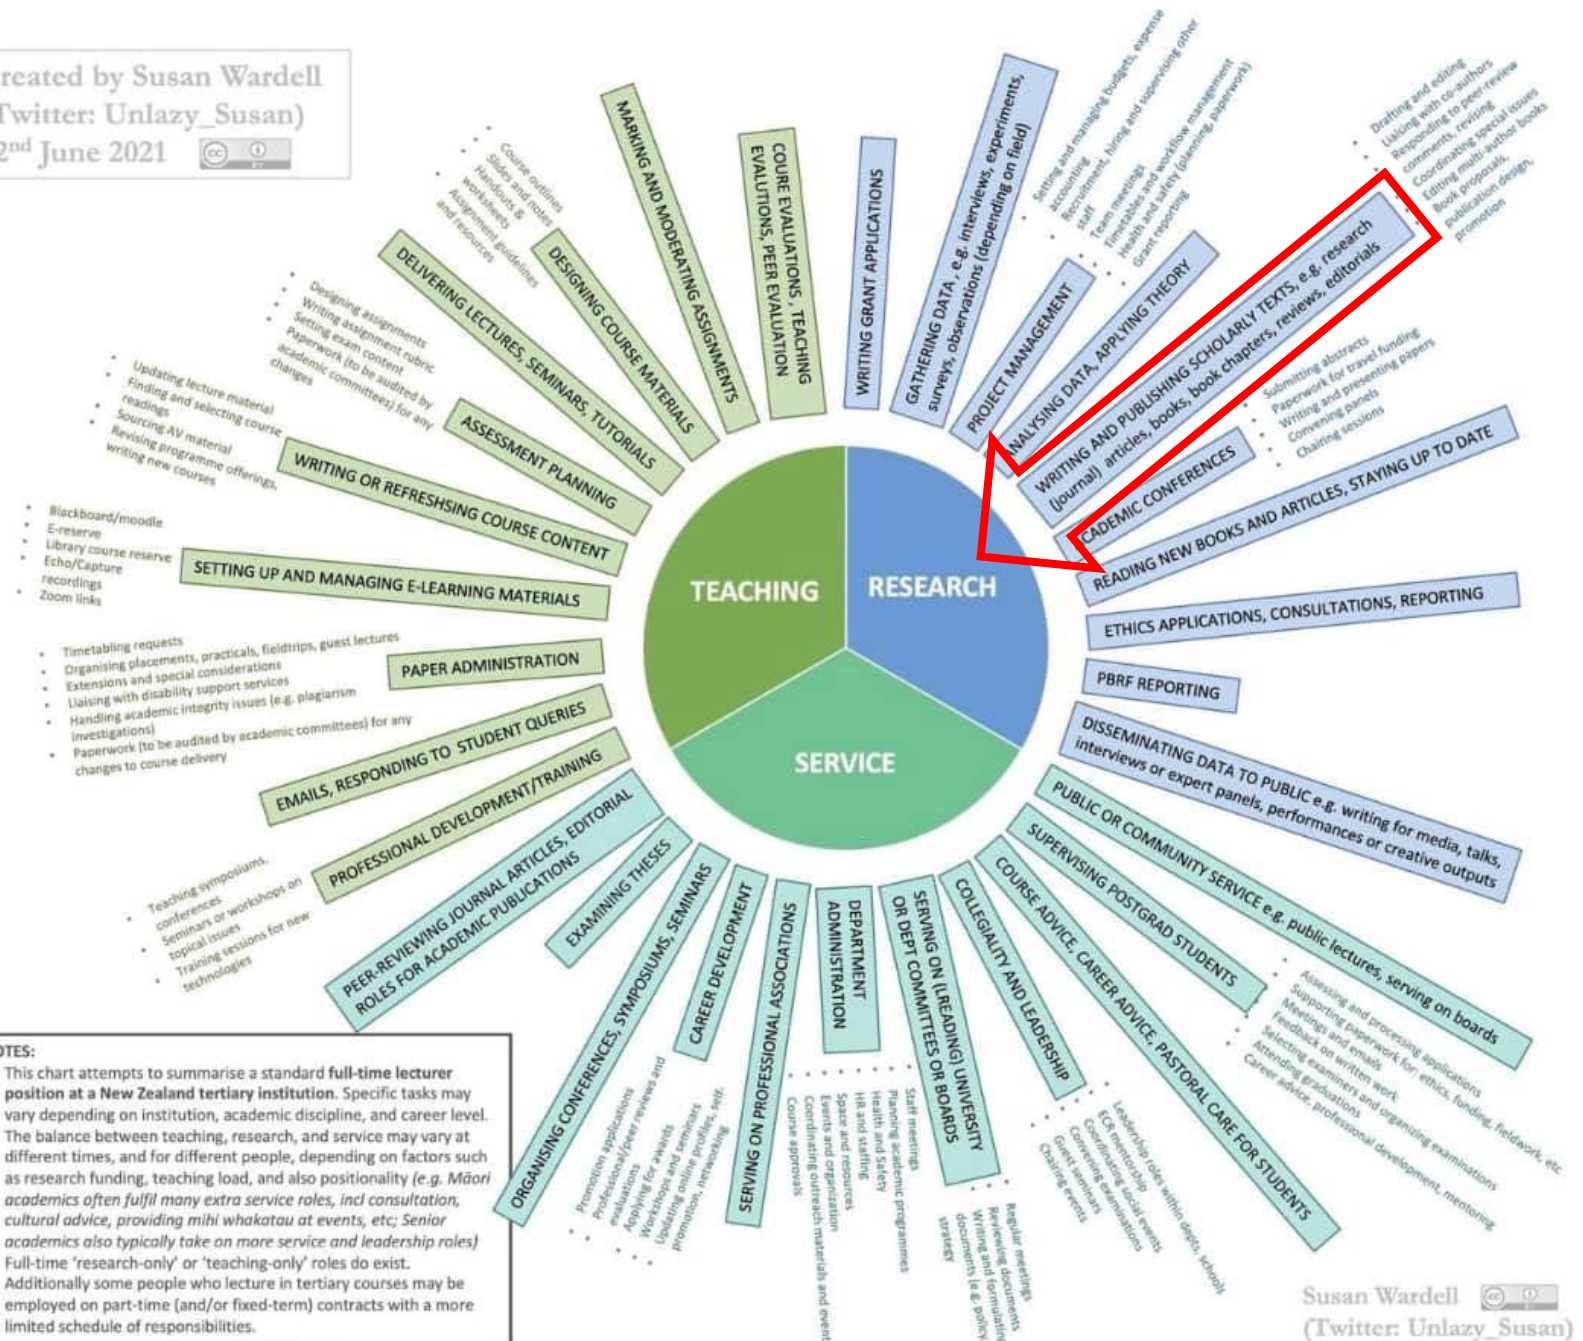 reated by Susan Wardell
Twitter: Unlazy_Susan)
2nd June 2021
TEACHING
RESEARCH
SERVICE
COURE EVALUATIONS , TEACHING
EVALUTIONS, PEER EVALUATION
MARKING AND MODERATING ASSIGNMENTS
DESIGNING COURSE MATERIALS
Course outlines
Slides and notes
Handouts &
worksheets
Assignment guidelines
and resources
DELIVERING LECTURES, SEMINARS, TUTORIALS
ASSESSMENT PLANNING
Designing assignments
Writing assignment rubric
Setting exam content
Paperwork (to be audited by
academic committees) for any
changes
WRITING OR REFRESHSING COURSE CONTENT
Updating lecture material
Finding and selecting course
readings
Sourcing AV material
Revising programme offerings,
writing new courses
SETTING UP AND MANAGING E-LEARNING MATERIALS
Blackboard/moodle
E-reserve
Library course reserve
Echo/Capture
recordings
Zoom links
PAPER ADMINISTRATION
Timetabling requests
Organising placements, practicals, fieldtrips, guest lectures
Extensions and special considerations
Liaising with disability support services
Handling academic integrity issues (e.g. plagiarism
investigations)
Paperwork (to be audited by academic committees) for any
changes to course delivery
EMAILS, RESPONDING TO STUDENT QUERIES
PROFESSIONAL DEVELOPMENT/TRAINING
Teaching symposiums,
conferences
Seminars or workshops on
topical issues
Training sessions for new
technologies
WRITING GRANT APPLICATIONS
GATHERING DATA , e.g. interviews, experiments,
surveys, observations (depending on field)
PROJECT MANAGEMENT
Setting and managing budgets, expense
accounting
Recruitment, hiring and supervising other
staff
Team meetings
Timetables and workflow management
Health and safety (planning, paperwork)
Grant reporting
ANALYSING DATA, APPLYING THEORY
WRITING AND PUBLISHING SCHOLARLY TEXTS, e.g. research
(journal) articles, books, book chapters, reviews, editorials
Drafting and editing
Liaising with co-authors
Responding to peer-review
comments, revising
Coordinating special issues
Editing multi-author books
Book proposals,
publication design,
promotion
CADEMIC CONFERENCES
Submitting abstracts
Paperwork for travel funding
Writing and presenting papers
Convening panels
Chairing sessions
READING NEW BOOKS AND ARTICLES, STAYING UP TO DATE
ETHICS APPLICATIONS, CONSULTATIONS, REPORTING
PBRF REPORTING
DISSEMINATING DATA TO PUBLIC e.g. writing for media, talks,
interviews or expert panels, performances or creative outputs
PUBLIC OR COMMUNITY SERVICE e.g. public lectures, serving on boards
SUPERVISING POSTGRAD STUDENTS
Assessing and processing applications
Supporting paperwork for ethics, funding, fieldwork, etc
Meetings and emails
Feedback on written work
Selecting examiners and organizing examinations
Attending graduations
Career advice, professional development, mentoring
COURSE ADVICE, CAREER ADVICE, PASTORAL CARE FOR STUDENTS
COLLEGIALITY AND LEADERSHIP
Leadership roles within depts, schools
ECR mentorship
Coordinating social events
Convening examinations
Guest seminars
Chairing events
SERVING ON (LREADING) UNIVERSITY
OR DEPT COMMITTEES OR BOARDS
Regular meetings
Reviewing documents
Writing and formulating
documents (e.g. policy,
strategy
DEPARTMENT
ADMINISTRATION
Staff meetings
Planning academic programmes
Health and Safety
HR and staffing
Space and resources
Events and organization
Coordinating outreach materials and event
Course approvals
SERVING ON PROFESSIONAL ASSOCIATIONS
CAREER DEVELOPMENT
Promotion applications
Professional/peer reviews and
evaluations
Applying for awards
Workshops and seminars
Updating online profiles, self-
promotion, networking
ORGANISING CONFERENCES, SYMPOSIUMS, SEMINARS
EXAMINING THESES
PEER-REVIEWING JOURNAL ARTICLES, EDITORIAL
ROLES FOR ACADEMIC PUBLICATIONS
OTES:
This chart attempts to summarise a standard full-time lecturer
position at a New Zealand tertiary institution. Specific tasks may
vary depending on institution, academic discipline, and career level.
The balance between teaching, research, and service may vary at
different times, and for different people, depending on factors such
as research funding, teaching load, and also positionality (e.g. Māori
academics often fulfil many extra service roles, incl consultation,
cultural advice, providing mihi whakatau at events, etc; Senior
academics also typically take on more service and leadership roles)
Full-time 'research-only' or 'teaching-only' roles do exist.
Additionally some people who lecture in tertiary courses may be
employed on part-time (and/or fixed-term) contracts with a more
limited schedule of responsibilities.
Susan Wardell
(Twitter: Unlazy_Susan)